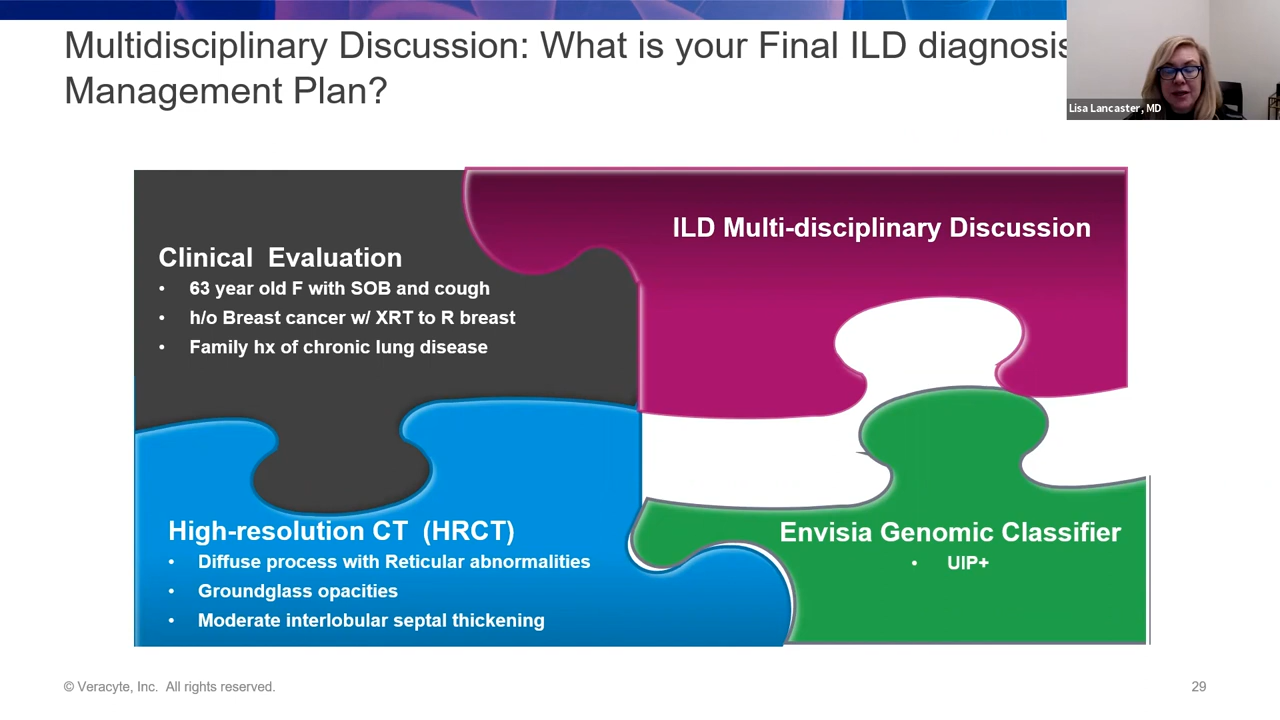 Multidisciplinary Discussion: What is your Final ILD diagnosis
Management Plan?
Lisa Lancaster, MD
ILD Multi-disciplinary Discussion
Clinical Evaluation
• 63 year old F with SOB and cough
• h/o Breast cancer w/ XRT to R breast
• Family hx of chronic lung disease
High-resolution CT (HRCT)
• Diffuse process with Reticular abnormalities
• Groundglass opacities
• Moderate interlobular septal thickening
Envisia Genomic Classifier
• UIP+
© Veracyte, Inc. All rights reserved.
29